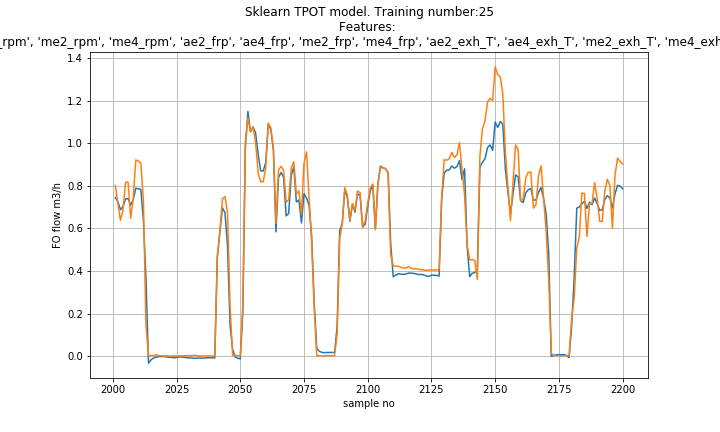 Sklearn TPOT model. Training number:25
Features:
_rpm', 'me2_rpm', 'me4_rpm', 'ae2_frp', 'ae4_frp', 'me2_frp', 'me4_frp', 'ae2_exh_T', 'ae4_exh_T', 'me2_exh_T', 'me4_exh
1.4
1.2
1.0
0.8
0.6
0.4
0.2
0.0
FO flow m3/h
2000 2025 2050 2075 2100 2125 2150 2175 2200
sample no